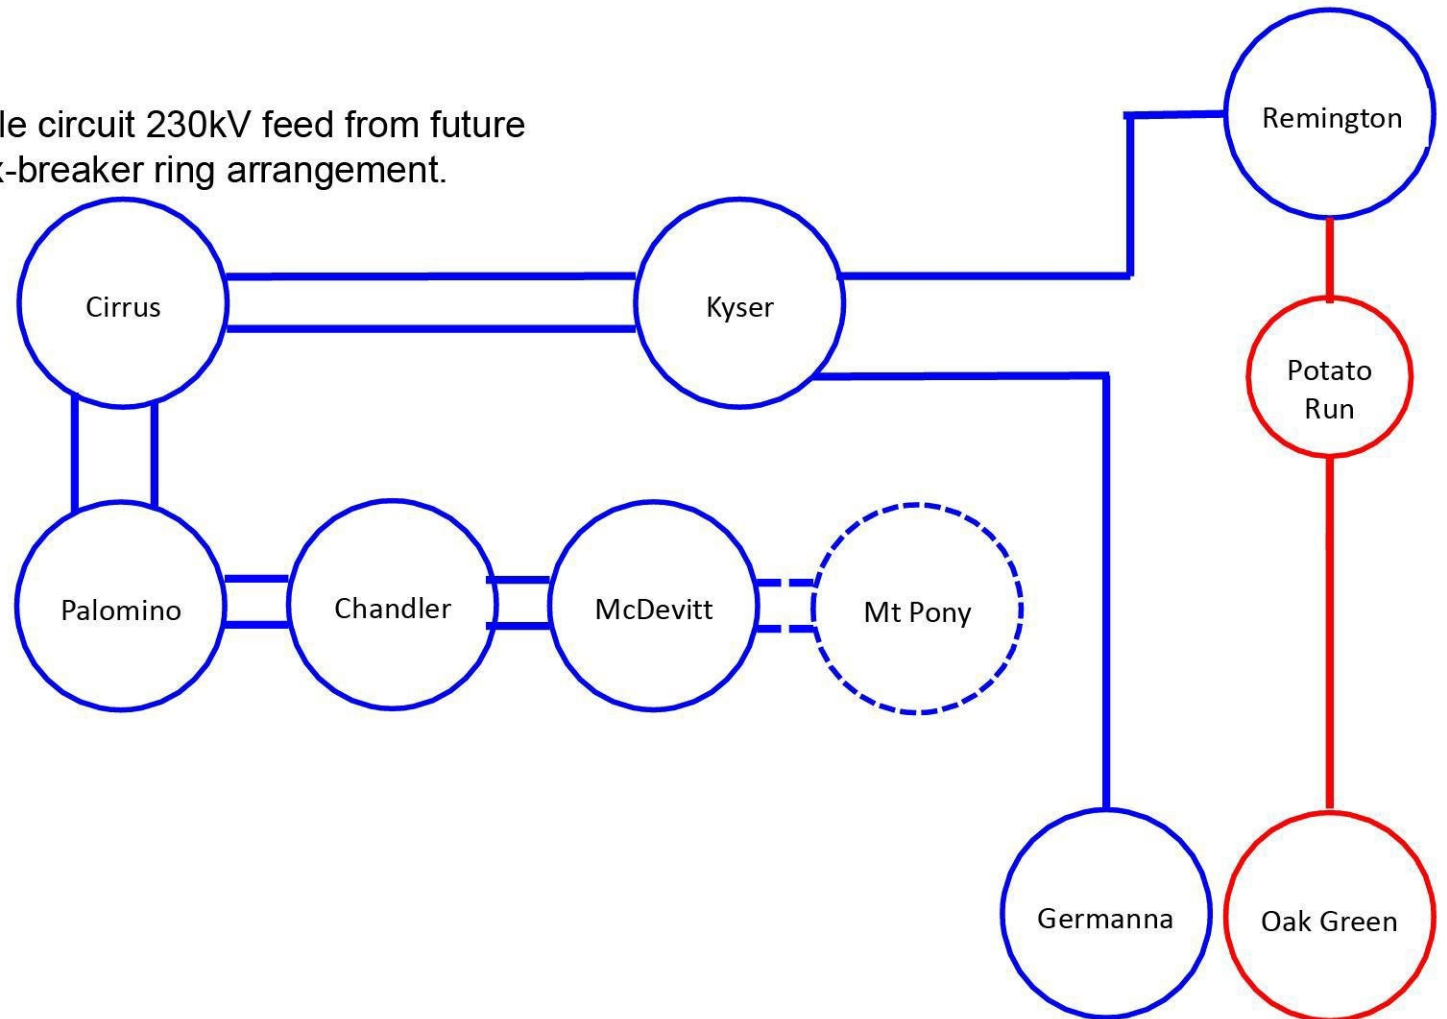 le circuit 230kV feed from future
x-breaker ring arrangement.
Remington
Cirrus
Kyser
Potato
Run
Palomino
Chandler
McDevitt
Mt Pony
Germanna
Oak Green